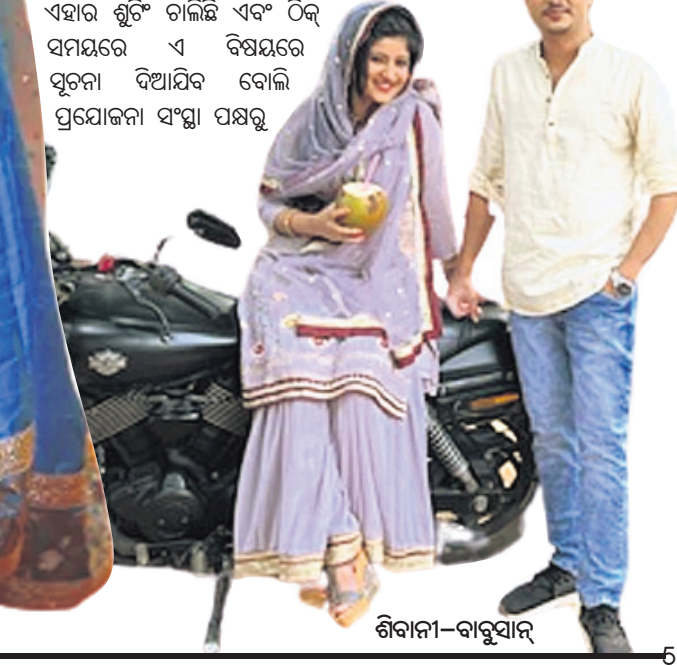 ଏହାର ଶୁଟିଂ ଚାଲିଛି ଏବଂ ଠିକ୍
ସମୟରେ ଏ ବିଷୟରେ
ସୂଚନା ଦିଆଯିବ ବୋଲି
ପ୍ରଯୋଜନା ସଂସ୍ଥା ପକ୍ଷରୁ
ଶିବାନୀ-ବାବୁସାନ୍
5